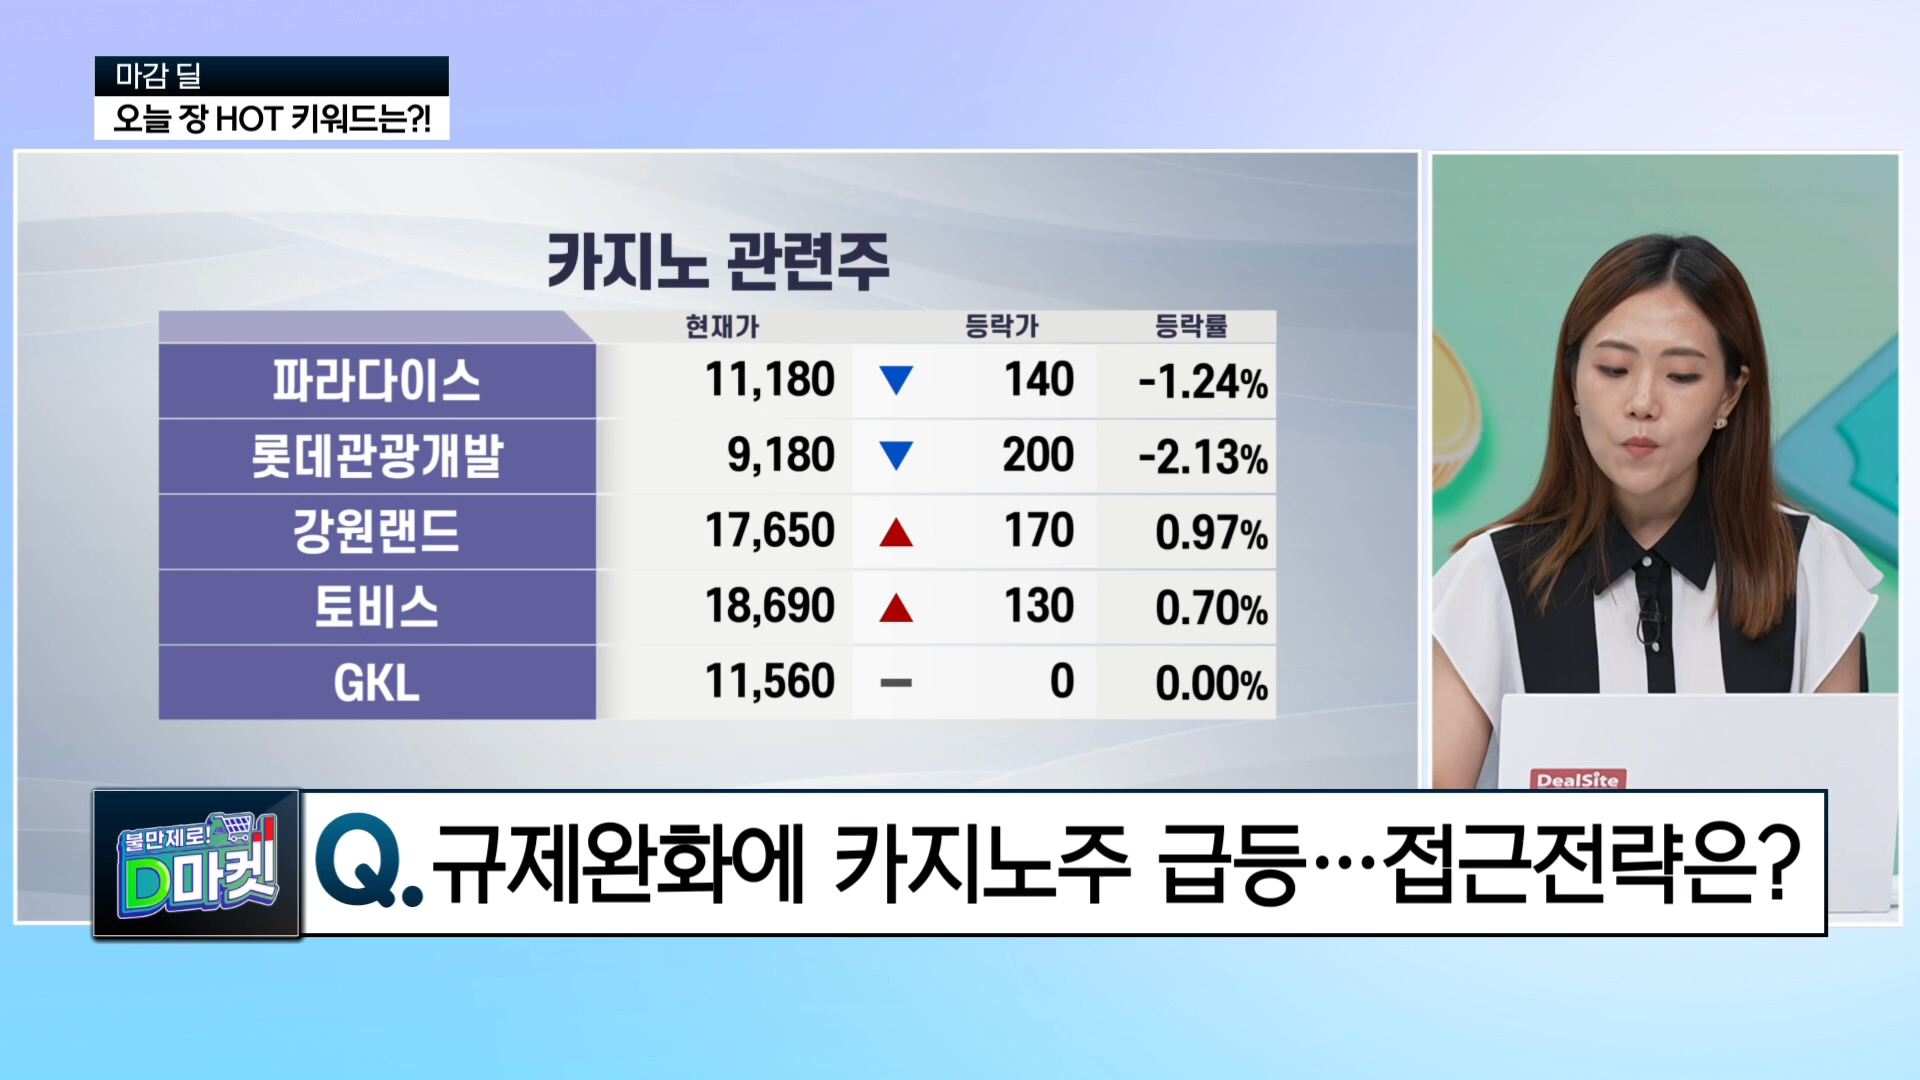 마감 딜
오늘 장 HOT 키워드는?!
카지노 관련주
현재가 등락가 등락률
파라다이스 11,180 ▼ 140 -1.24%
롯데관광개발 9,180 ▼ 200 -2.13%
강원랜드 17,650 ▲ 170 0.97%
토비스 18,690 ▲ 130 0.70%
GKL 11,560 - 0 0.00%
DealSite
불만제로!
D마켓
Q. 규제완화에 카지노주 급등…접근전략은?